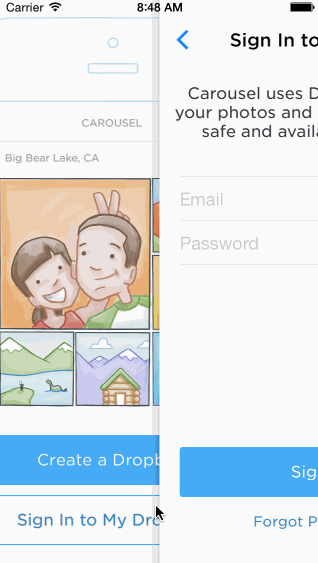 Carrier 8:48 AM
CAROUSEL
Big Bear Lake, CA
Create a Dropb
Sign In to My Dro
Sign In to
Carousel uses D
your photos and
safe and avail
Email
Password
Sig
Forgot P